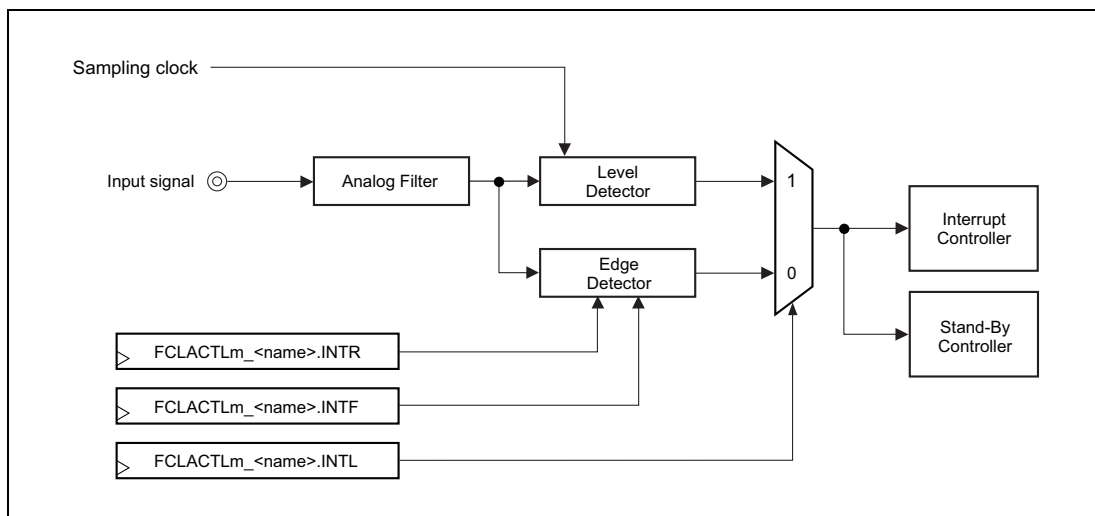 Sampling clock
Input signal
Analog Filter
Level
Detector
1
Edge
Detector
0
Interrupt
Controller
Stand-By
Controller
FCLACTLm_<name>.INTR
FCLACTLm_<name>.INTF
FCLACTLm_<name>.INTL